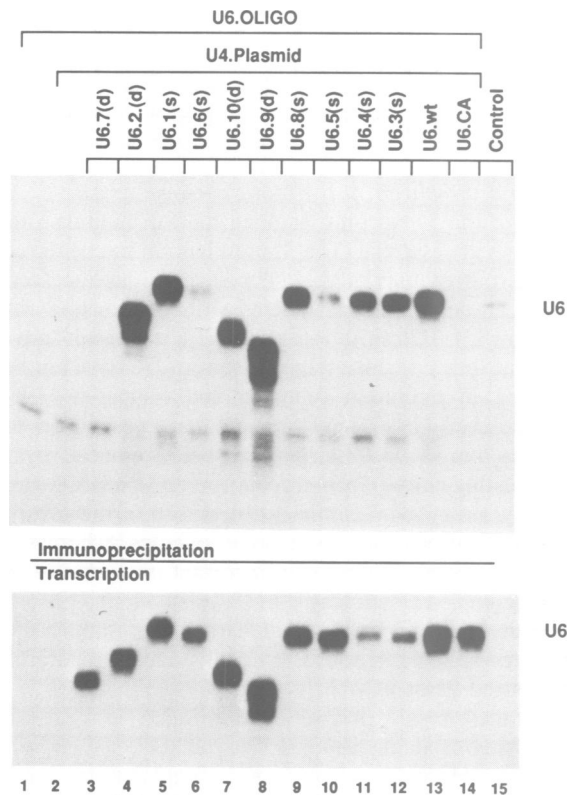 U6.OLIGO
U4.Plasmid
U6.7(d)
U6.2.(d)
U6.1(s)
U6.6(s)
U6.10(d)
U6.9(d)
U6.8(s)
U6.5(s)
U6.4(s)
U6.3(s)
U6.wt
U6.CA
Control
U6
Immunoprecipitation
Transcription
U6
1 2 3 4 5 6 7 8 9 10 11 12 13 14 15